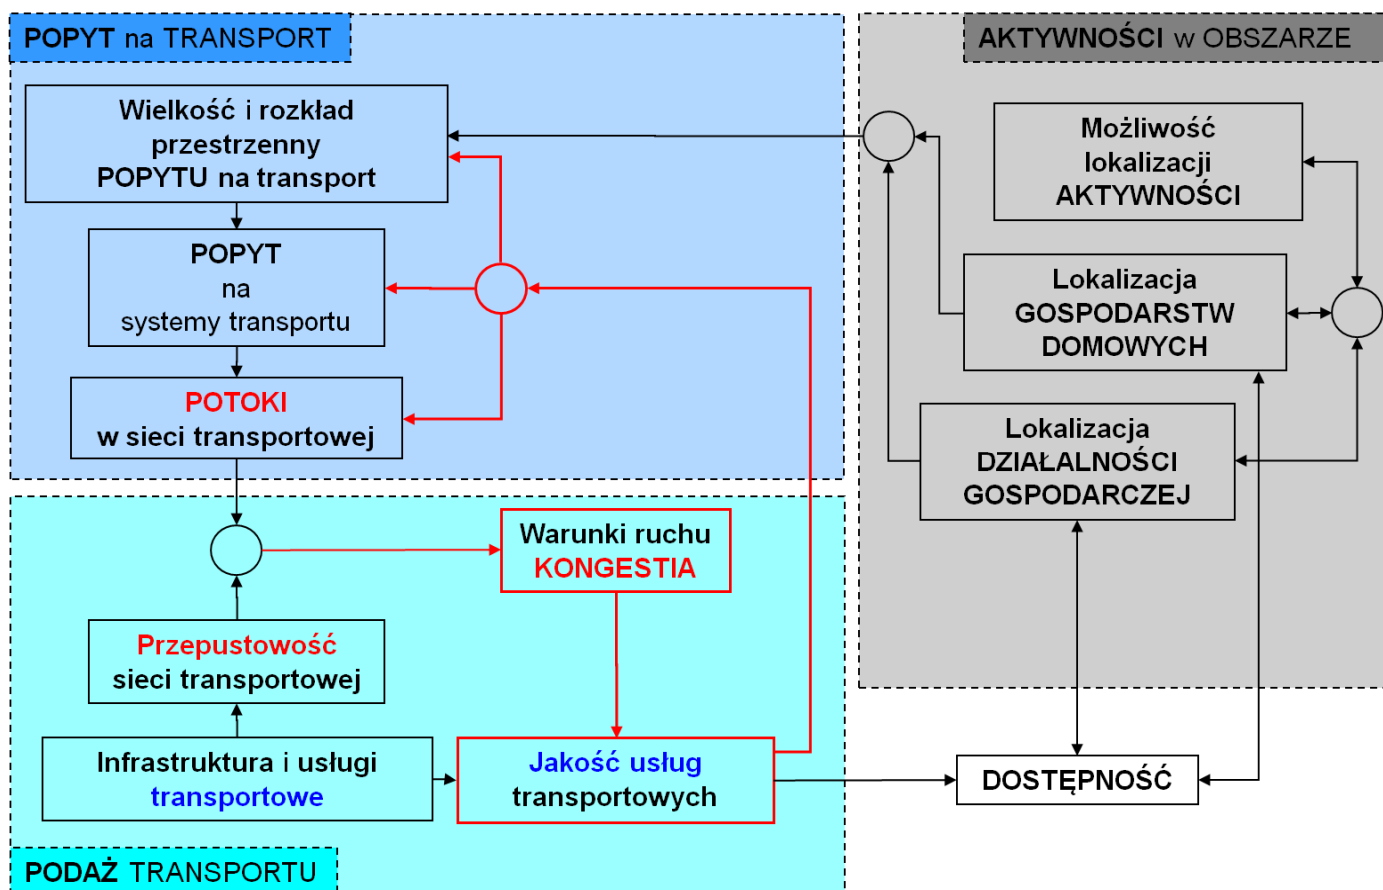 POPYT na TRANSPORT
Wielkość i rozkład
przestrzenny
POPYTU na transport
POPYT
na
systemy transportu
POTOKI
w sieci transportowej
AKTYWNOŚCI w OBSZARZE
Możliwość
lokalizacji
AKTYWNOŚCI
Lokalizacja
GOSPODARSTW
DOMOWYCH
Lokalizacja
DZIAŁALNOŚCI
GOSPODARCZEJ
Warunki ruchu
KONGESTIA
Przepustowość
sieci transportowej
Infrastruktura i usługi
transportowe
Jakość usług
transportowych
DOSTĘPNOŚĆ
PODAŻ TRANSPORTU